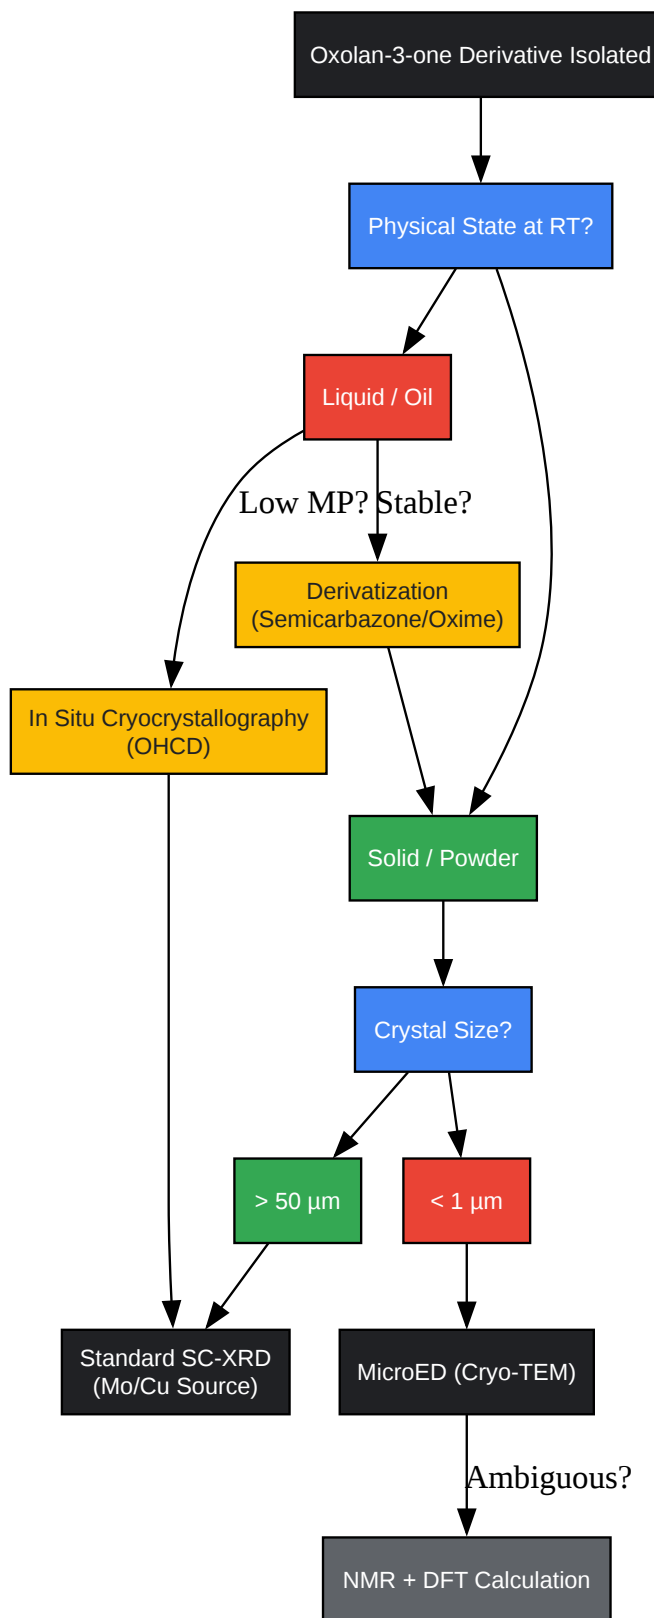 Oxolan-3-one Derivative Isolated
Physical State at RT?
Liquid / Oil
Low MP? Stable?
Derivatization
(Semicarbazone/Oxime)
In Situ Cryocrystallography
(OHCD)
Solid / Powder
Crystal Size?
> 50 µm
< 1 µm
Standard SC-XRD
(Mo/Cu Source)
MicroED (Cryo-TEM)
Ambiguous?
NMR + DFT Calculation